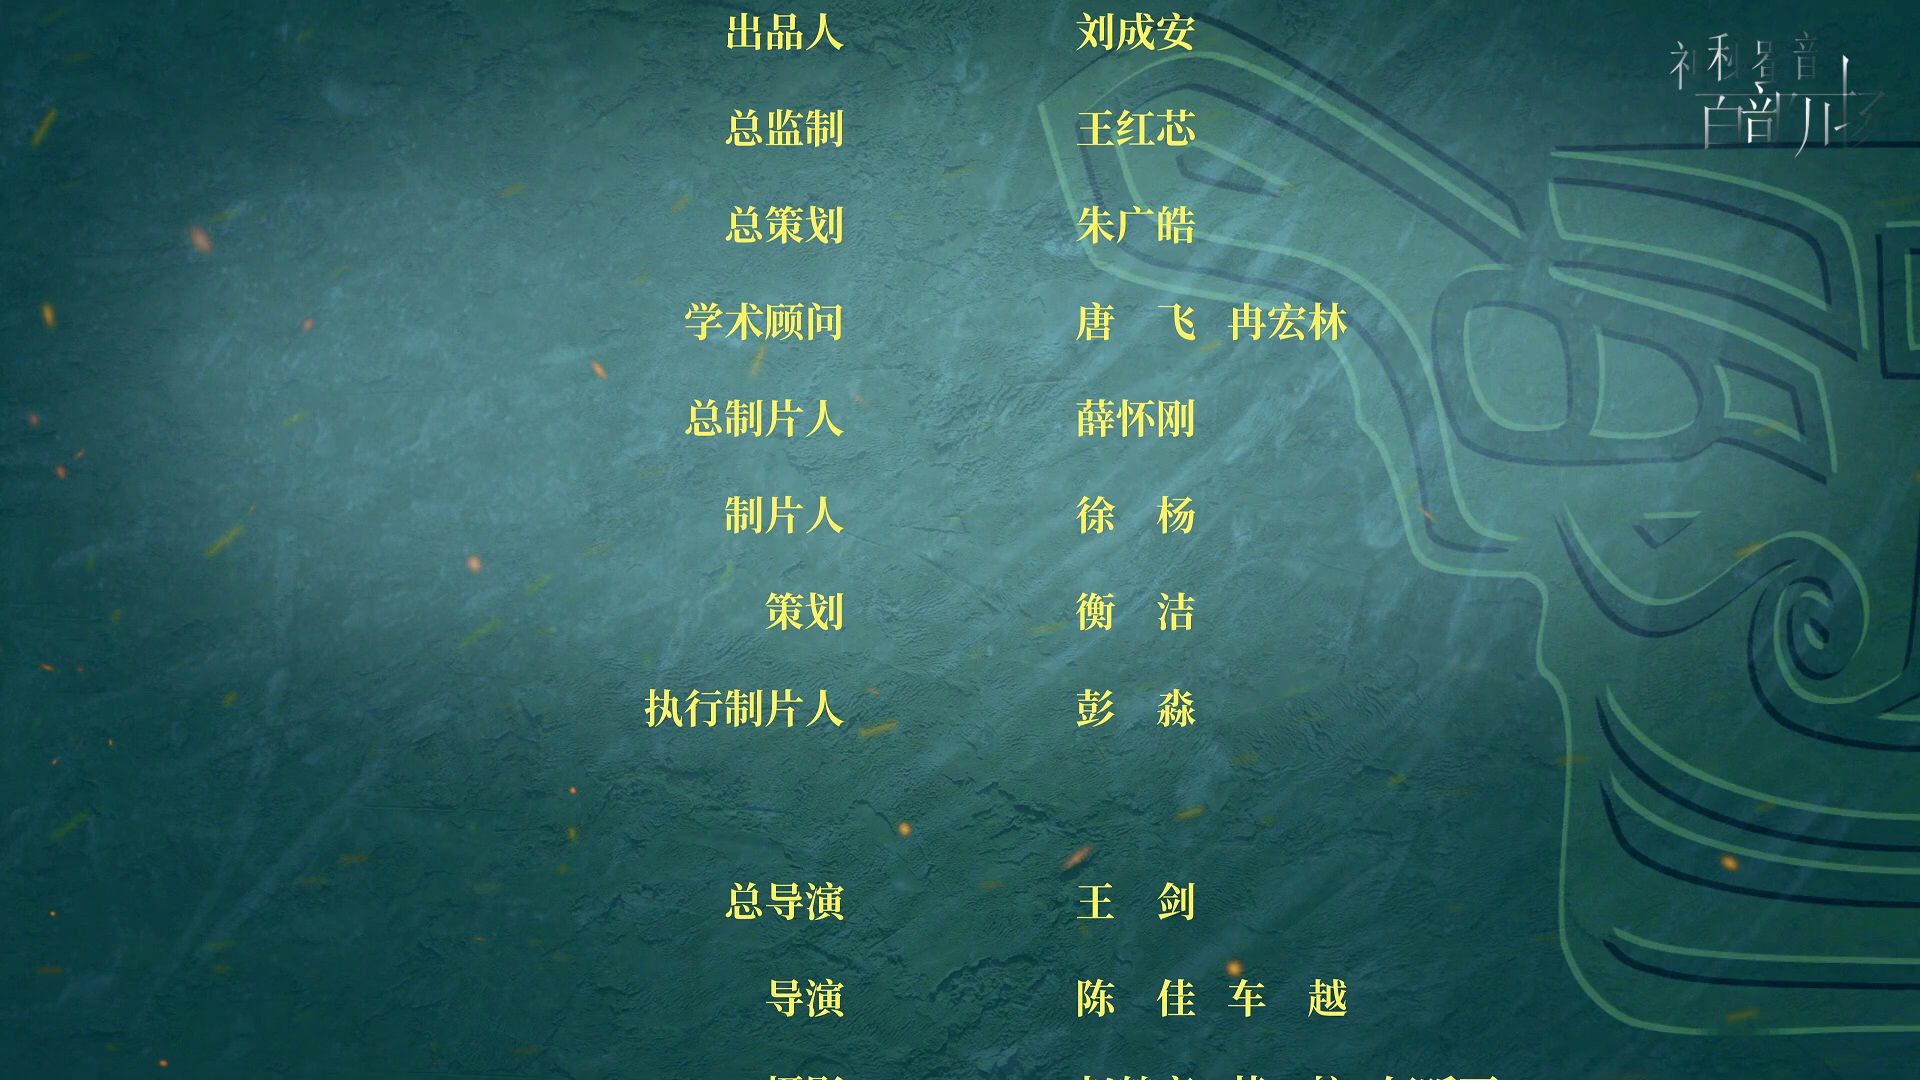 出品人 刘成安
总监制 王红芯
总策划 朱广皓
学术顾问 唐　飞 冉宏林
总制片人 薛怀刚
制片人 徐　杨
策划 衡　洁
执行制片人 彭　淼
总导演 王　剑
导演 陈　佳 车　越